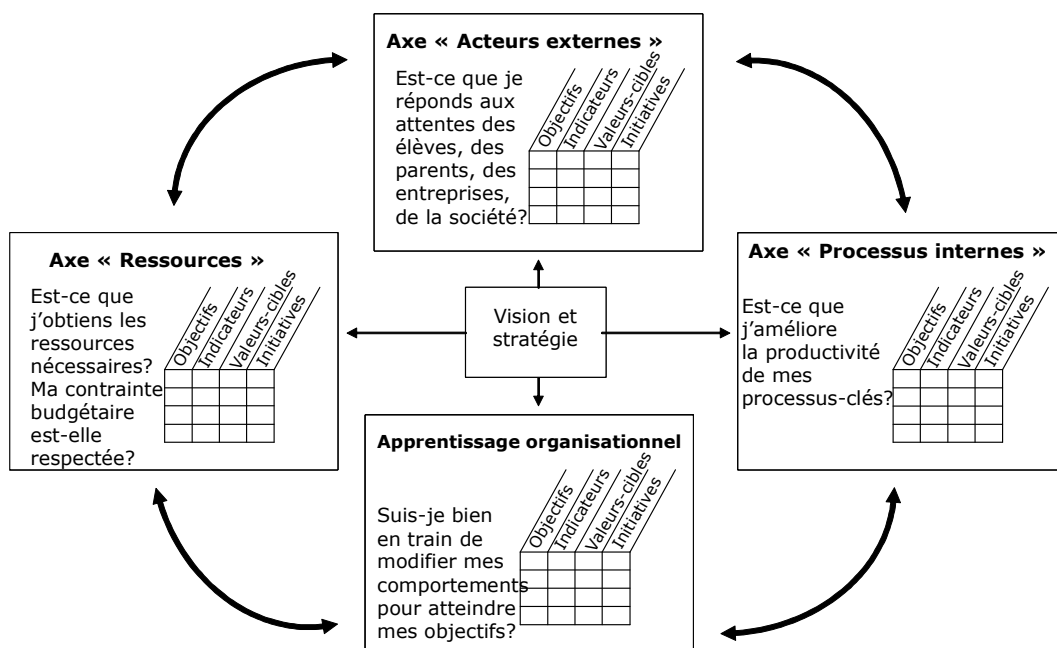 Axe « Acteurs externes »
Est-ce que je
réponds aux
attentes des
élèves, des
parents, des
entreprises,
de la société?
Objectifs
Indicateurs
Valeurs-cibles
Initiatives
Axe « Ressources »
Est-ce que
j’obtiens les
ressources
nécessaires?
Ma contrainte
budgétaire
est-elle
respectée?
Objectifs
Indicateurs
Valeurs-cibles
Initiatives
Vision et
stratégie
Axe « Processus internes »
Est-ce que
j’améliore
la productivité
de mes
processus-clés?
Objectifs
Indicateurs
Valeurs-cibles
Initiatives
Apprentissage organisationnel
Suis-je bien
en train de
modifier mes
comportements
pour atteindre
mes objectifs?
Objectifs
Indicateurs
Valeurs-cibles
Initiatives